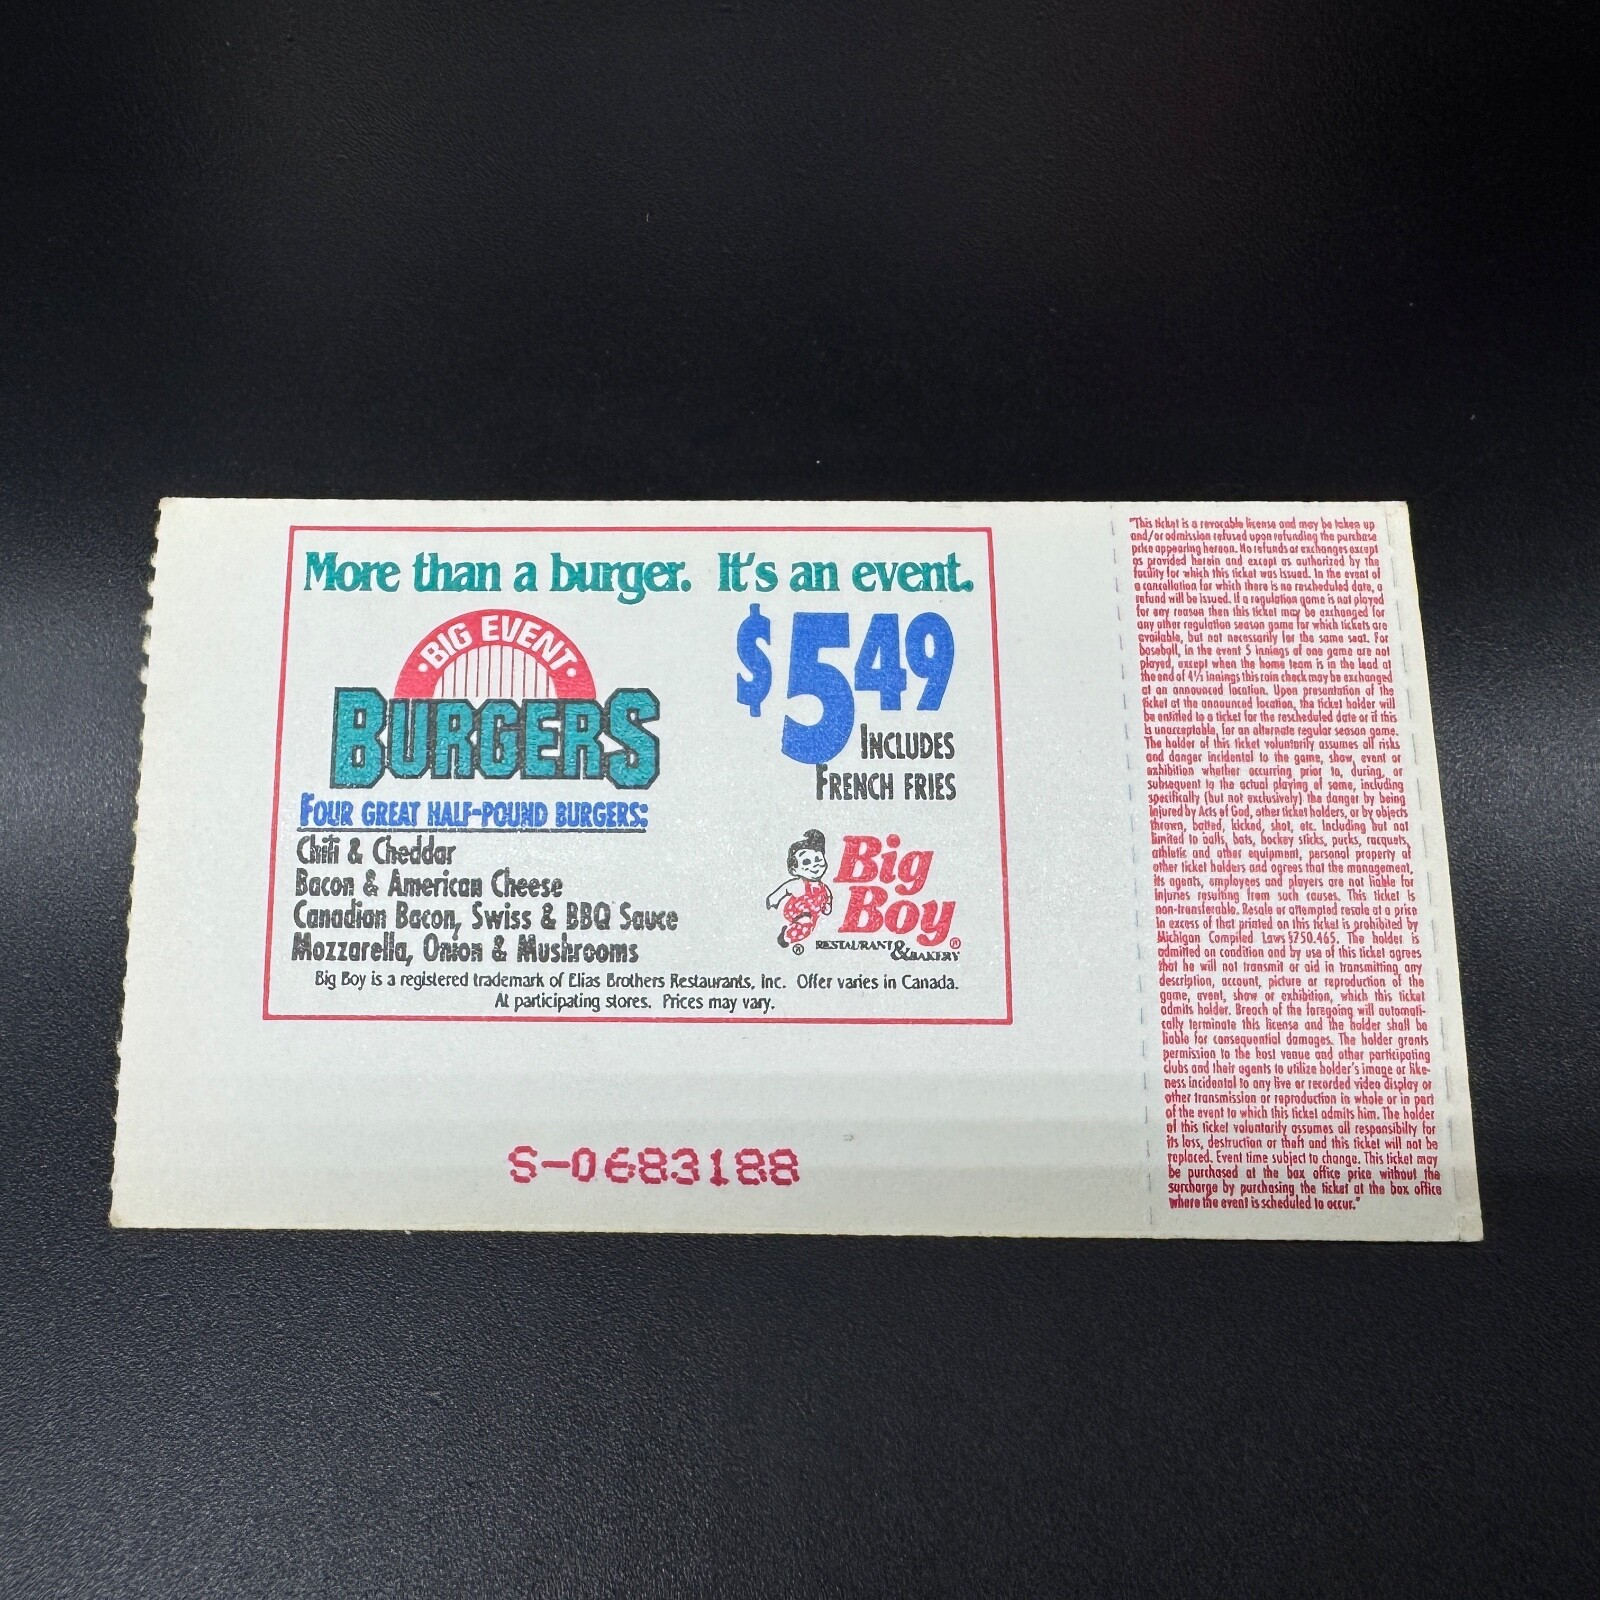 More than a burger. It's an event.
BIG EVENT
BURGERS
$5.49
INCLUDES
FRENCH FRIES
FOUR GREAT HALF-POUND BURGERS:
Chili & Cheddar
Bacon & American Cheese
Canadian Bacon, Swiss & BBQ Sauce
Mozzarella, Onion & Mushrooms
Big
Boy®
®
RESTAURANT & BAKERY
Big Boy is a registered trademark of Elias Brothers Restaurants, Inc. Offer varies in Canada.
At participating stores. Prices may vary.
S-0683188
"This ticket is a revocable license and may be taken up
and/or admission refused upon refunding the purchase
price appearing hereon. No refunds or exchanges except
as provided herein and except as authorized by the
facility for which this ticket was issued. In the event of
a cancellation for which there is no rescheduled date, a
refund will be issued. If a regulation game is not played
for any reason then this ticket may be exchanged for
any other regulation season game for which tickets are
available, but not necessarily for the same seat. For
baseball, in the event 5 innings of one game are not
played, except when the home team is in the lead at
the end of 4½ innings this rain check may be exchanged
at an announced location. Upon presentation of the
ticket at the announced location, the ticket holder will
be entitled to a ticket for the rescheduled date or if this
is unacceptable, for an alternate regular season game.
The holder of this ticket voluntarily assumes all risks
and danger incidental to the game, show, event or
exhibition whether occurring prior to, during, or
subsequent to the actual playing of same, including
specifically (but not exclusively) the danger by being
injured by Acts of God, other ticket holders, or by objects
thrown, batted, kicked, shot, etc. Including but not
limited to balls, bats, hockey sticks, pucks, racquets,
athletic and other equipment, personal property of
other ticket holders and agrees that the management,
its agents, employees and players are not liable for
injuries resulting from such causes. This ticket is
non-transferable. Resale or attempted resale at a price
in excess of that printed on this ticket is prohibited by
Michigan Compiled Laws §750.465. The holder is
admitted on condition and by use of this ticket agrees
that he will not transmit or aid in transmitting any
description, account, picture or reproduction of the
game, event, show or exhibition, which this ticket
admits holder. Breach of the foregoing will automati-
cally terminate this license and the holder shall be
liable for consequential damages. The holder grants
permission to the host venue and other participating
clubs and their agents to utilize holder's image or like-
ness incidental to any live or recorded video display or
other transmission or reproduction in whole or in part
of the event to which this ticket admits him. The holder
of this ticket voluntarily assumes all responsibilty for
its loss, destruction or theft and this ticket will not be
replaced. Event time subject to change. This ticket may
be purchased at the box office price without the
surcharge by purchasing the ticket at the box office
where the event is scheduled to occur."